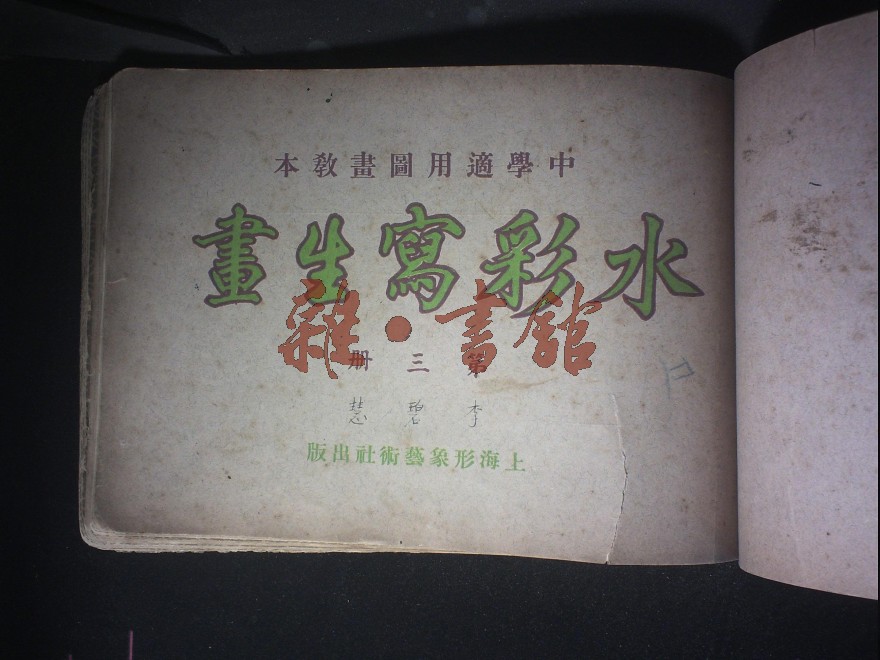 中學適用圖畫教本
水彩寫生畫
雜·書館
第三册
李碧慧
上海形象藝術社出版